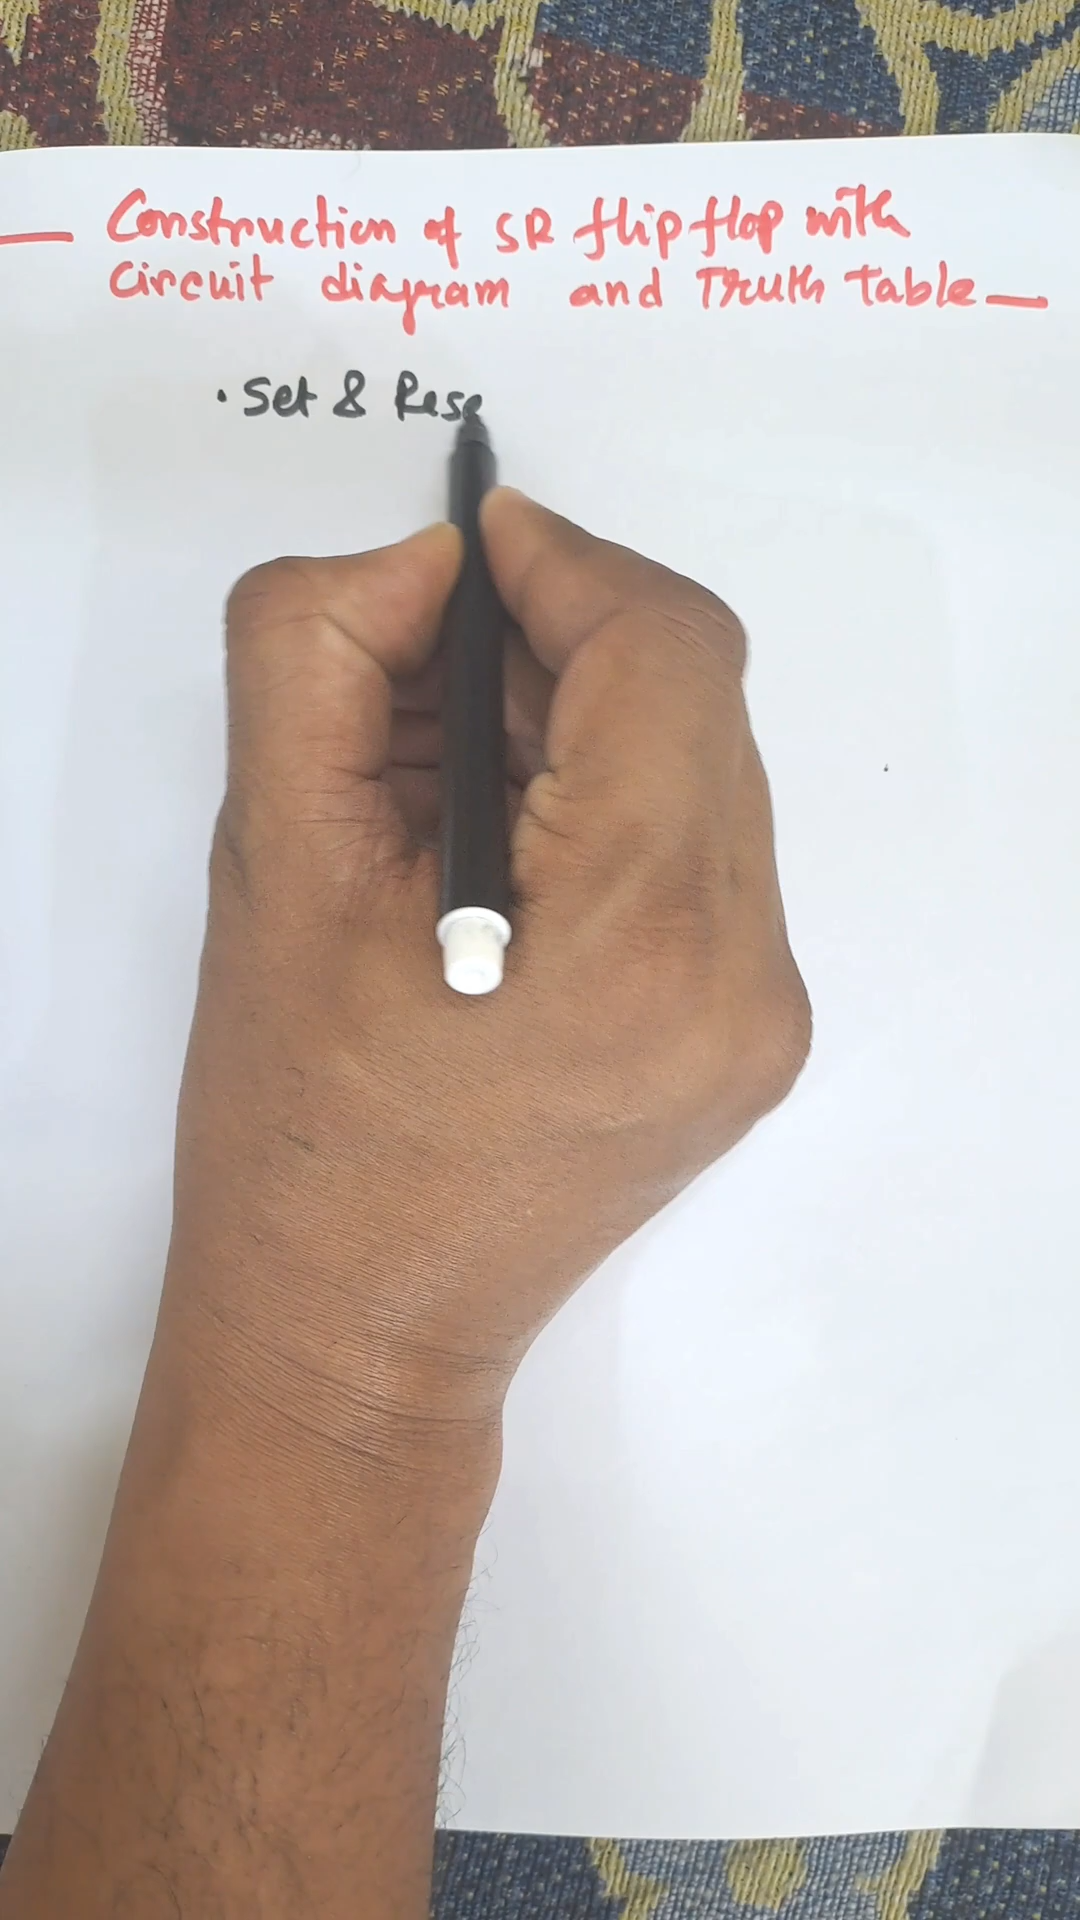 Construction of SR flip flop with
Circuit diagram and Truth Table —
• Set & Rese